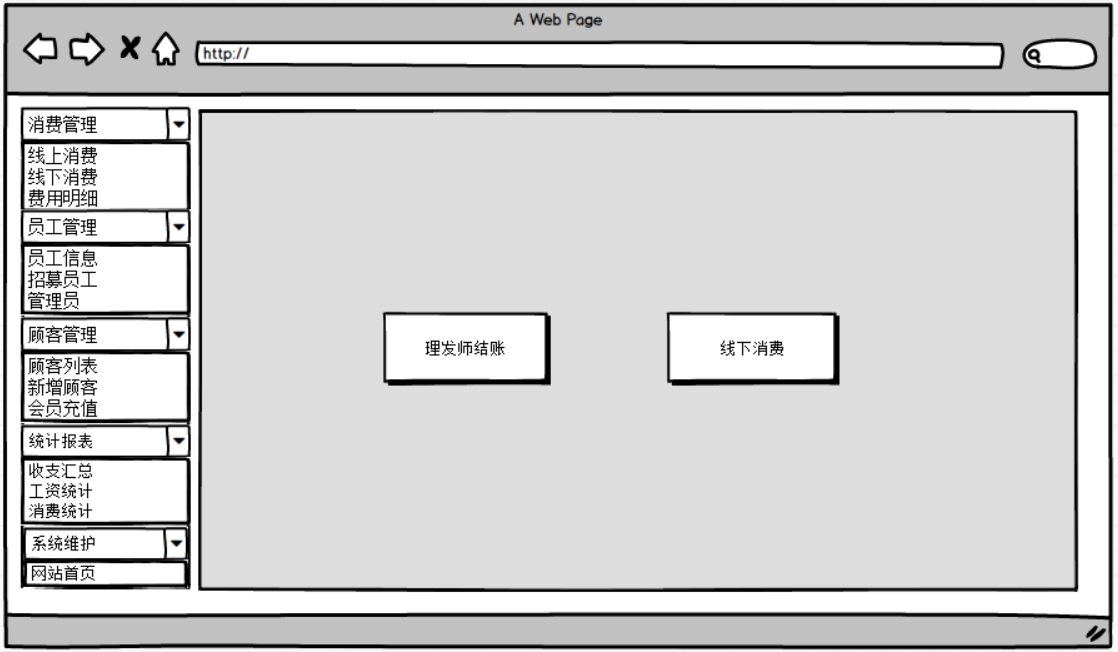 A Web Page
http://
消费管理
线上消费
线下消费
费用明细
员工管理
员工信息
招募员工
管理员
顾客管理
顾客列表
新增顾客
会员充值
统计报表
收支汇总
工资统计
消费统计
系统维护
网站首页
理发师结账
线下消费